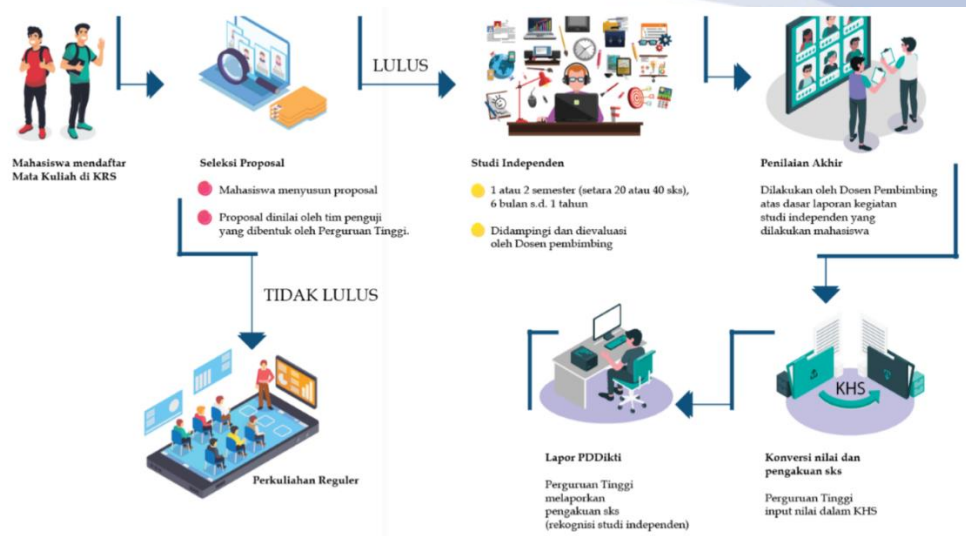 Mahasiswa mendaftar
Mata Kuliah di KRS
Seleksi Proposal
Mahasiswa menyusun proposal
Proposal dinilai oleh tim penguji
yang dibentuk oleh Perguruan Tinggi.
LULUS
Studi Independen
1 atau 2 semester (setara 20 atau 40 sks),
6 bulan s.d. 1 tahun
Didampingi dan dievaluasi
oleh Dosen pembimbing
Penilaian Akhir
Dilakukan oleh Dosen Pembimbing
atas dasar laporan kegiatan
studi independen yang
dilakukan mahasiswa
TIDAK LULUS
Perkuliahan Reguler
KHS
Konversi nilai dan
pengakuan sks
Perguruan Tinggi
input nilai dalam KHS
Lapor PDDikti
Perguruan Tinggi
melaporkan
pengakuan sks
(rekognisi studi independen)